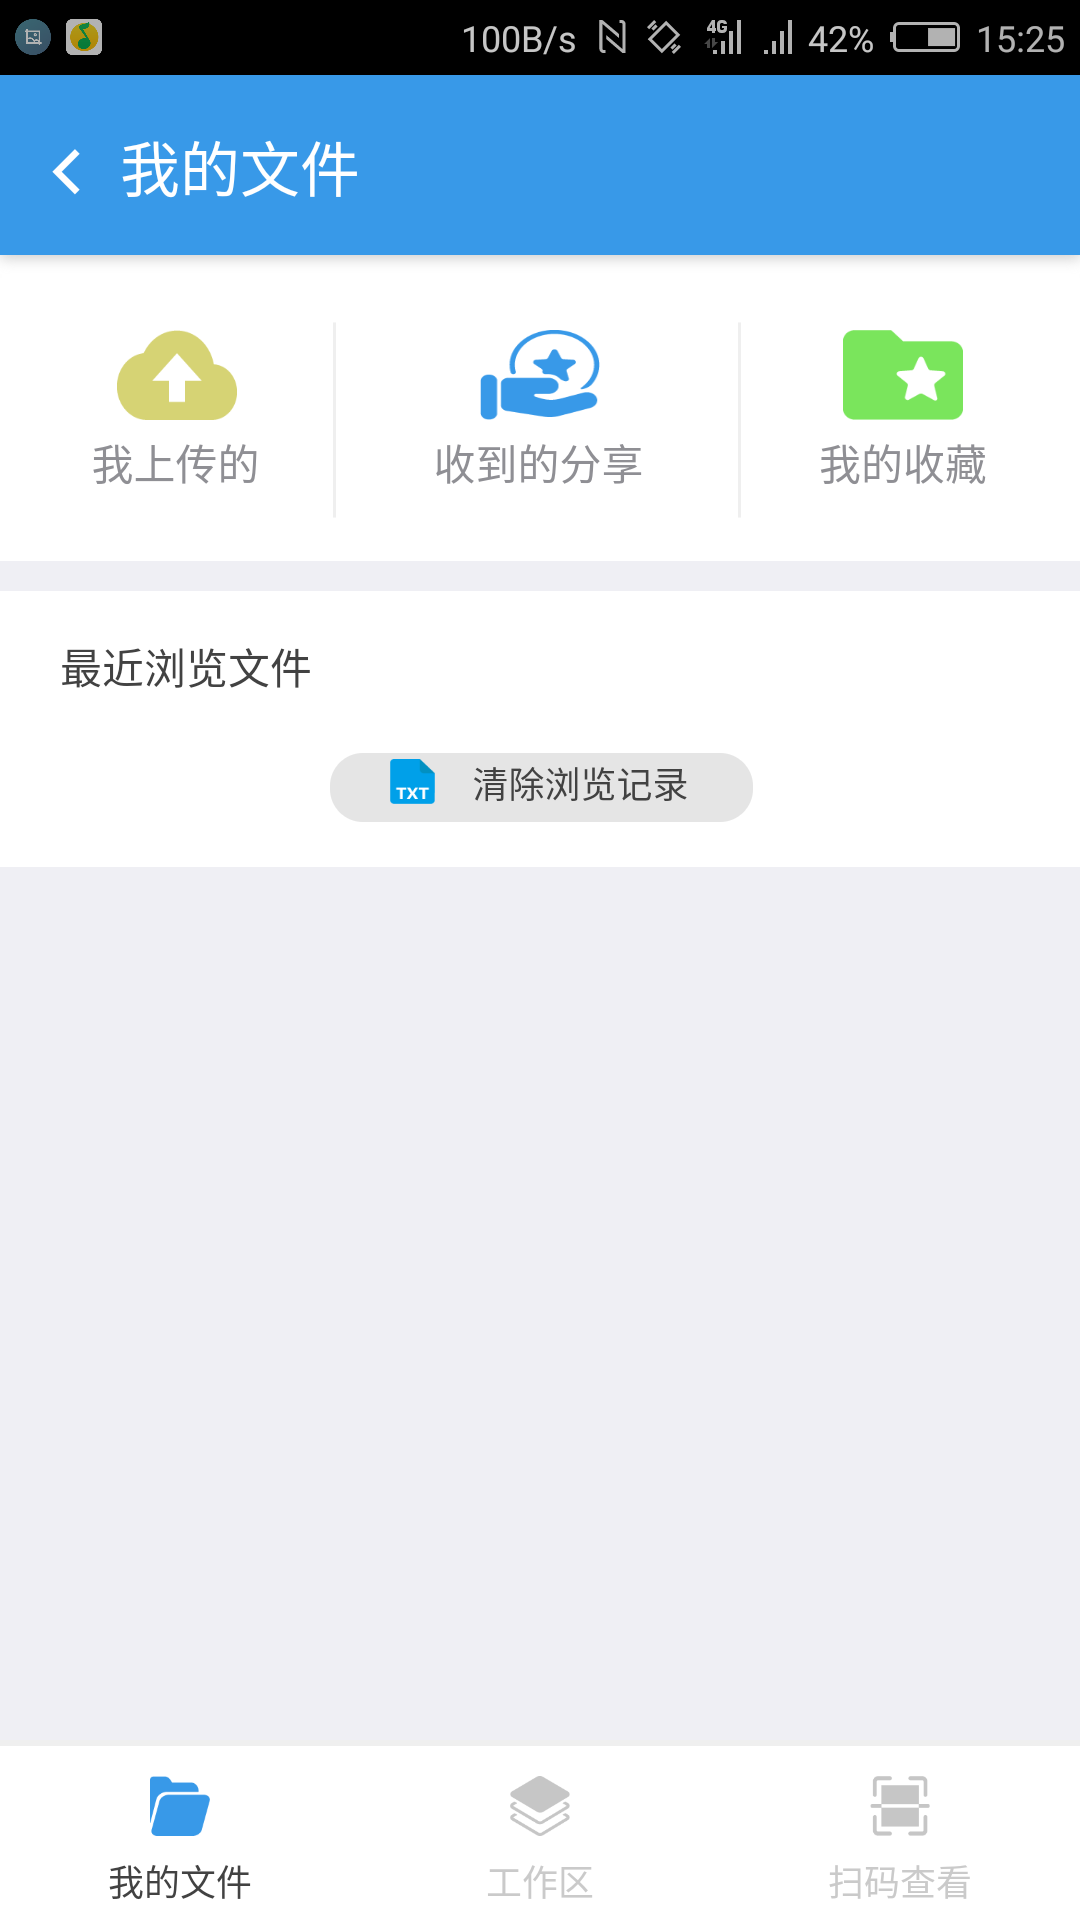 100B/s 4G 42% 15:25
我的文件
我上传的 收到的分享 我的收藏
最近浏览文件
TXT 清除浏览记录
我的文件 工作区 扫码查看